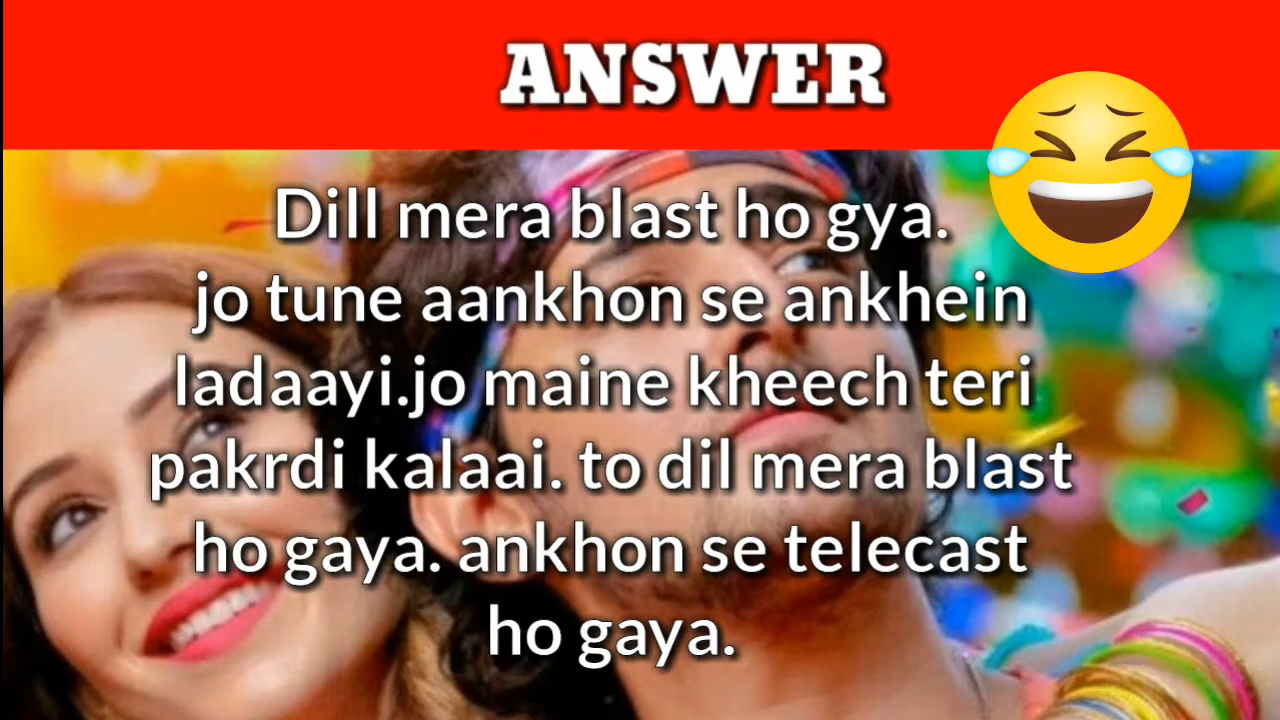 ANSWER
Dill mera blast ho gya.
jo tune aankhon se ankhein
ladaayi.jo maine kheech teri
pakrdi kalaai. to dil mera blast
ho gaya. ankhon se telecast
ho gaya.